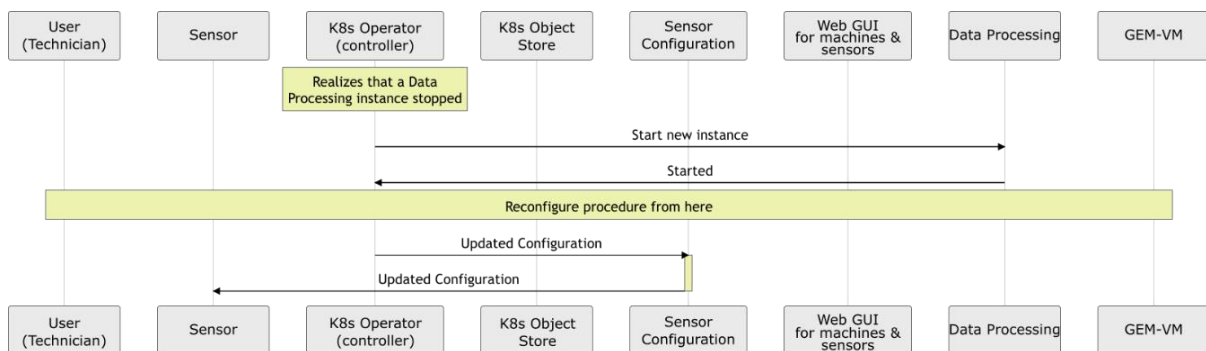 User
(Technician)
Sensor
K8s Operator
(controller)
K8s Object
Store
Sensor
Configuration
Web GUI
for machines &
sensors
Data Processing
GEM-VM
Realizes that a Data
Processing instance stopped
Start new instance
Started
Reconfigure procedure from here
Updated Configuration
Updated Configuration
User
(Technician)
Sensor
K8s Operator
(controller)
K8s Object
Store
Sensor
Configuration
Web GUI
for machines &
sensors
Data Processing
GEM-VM